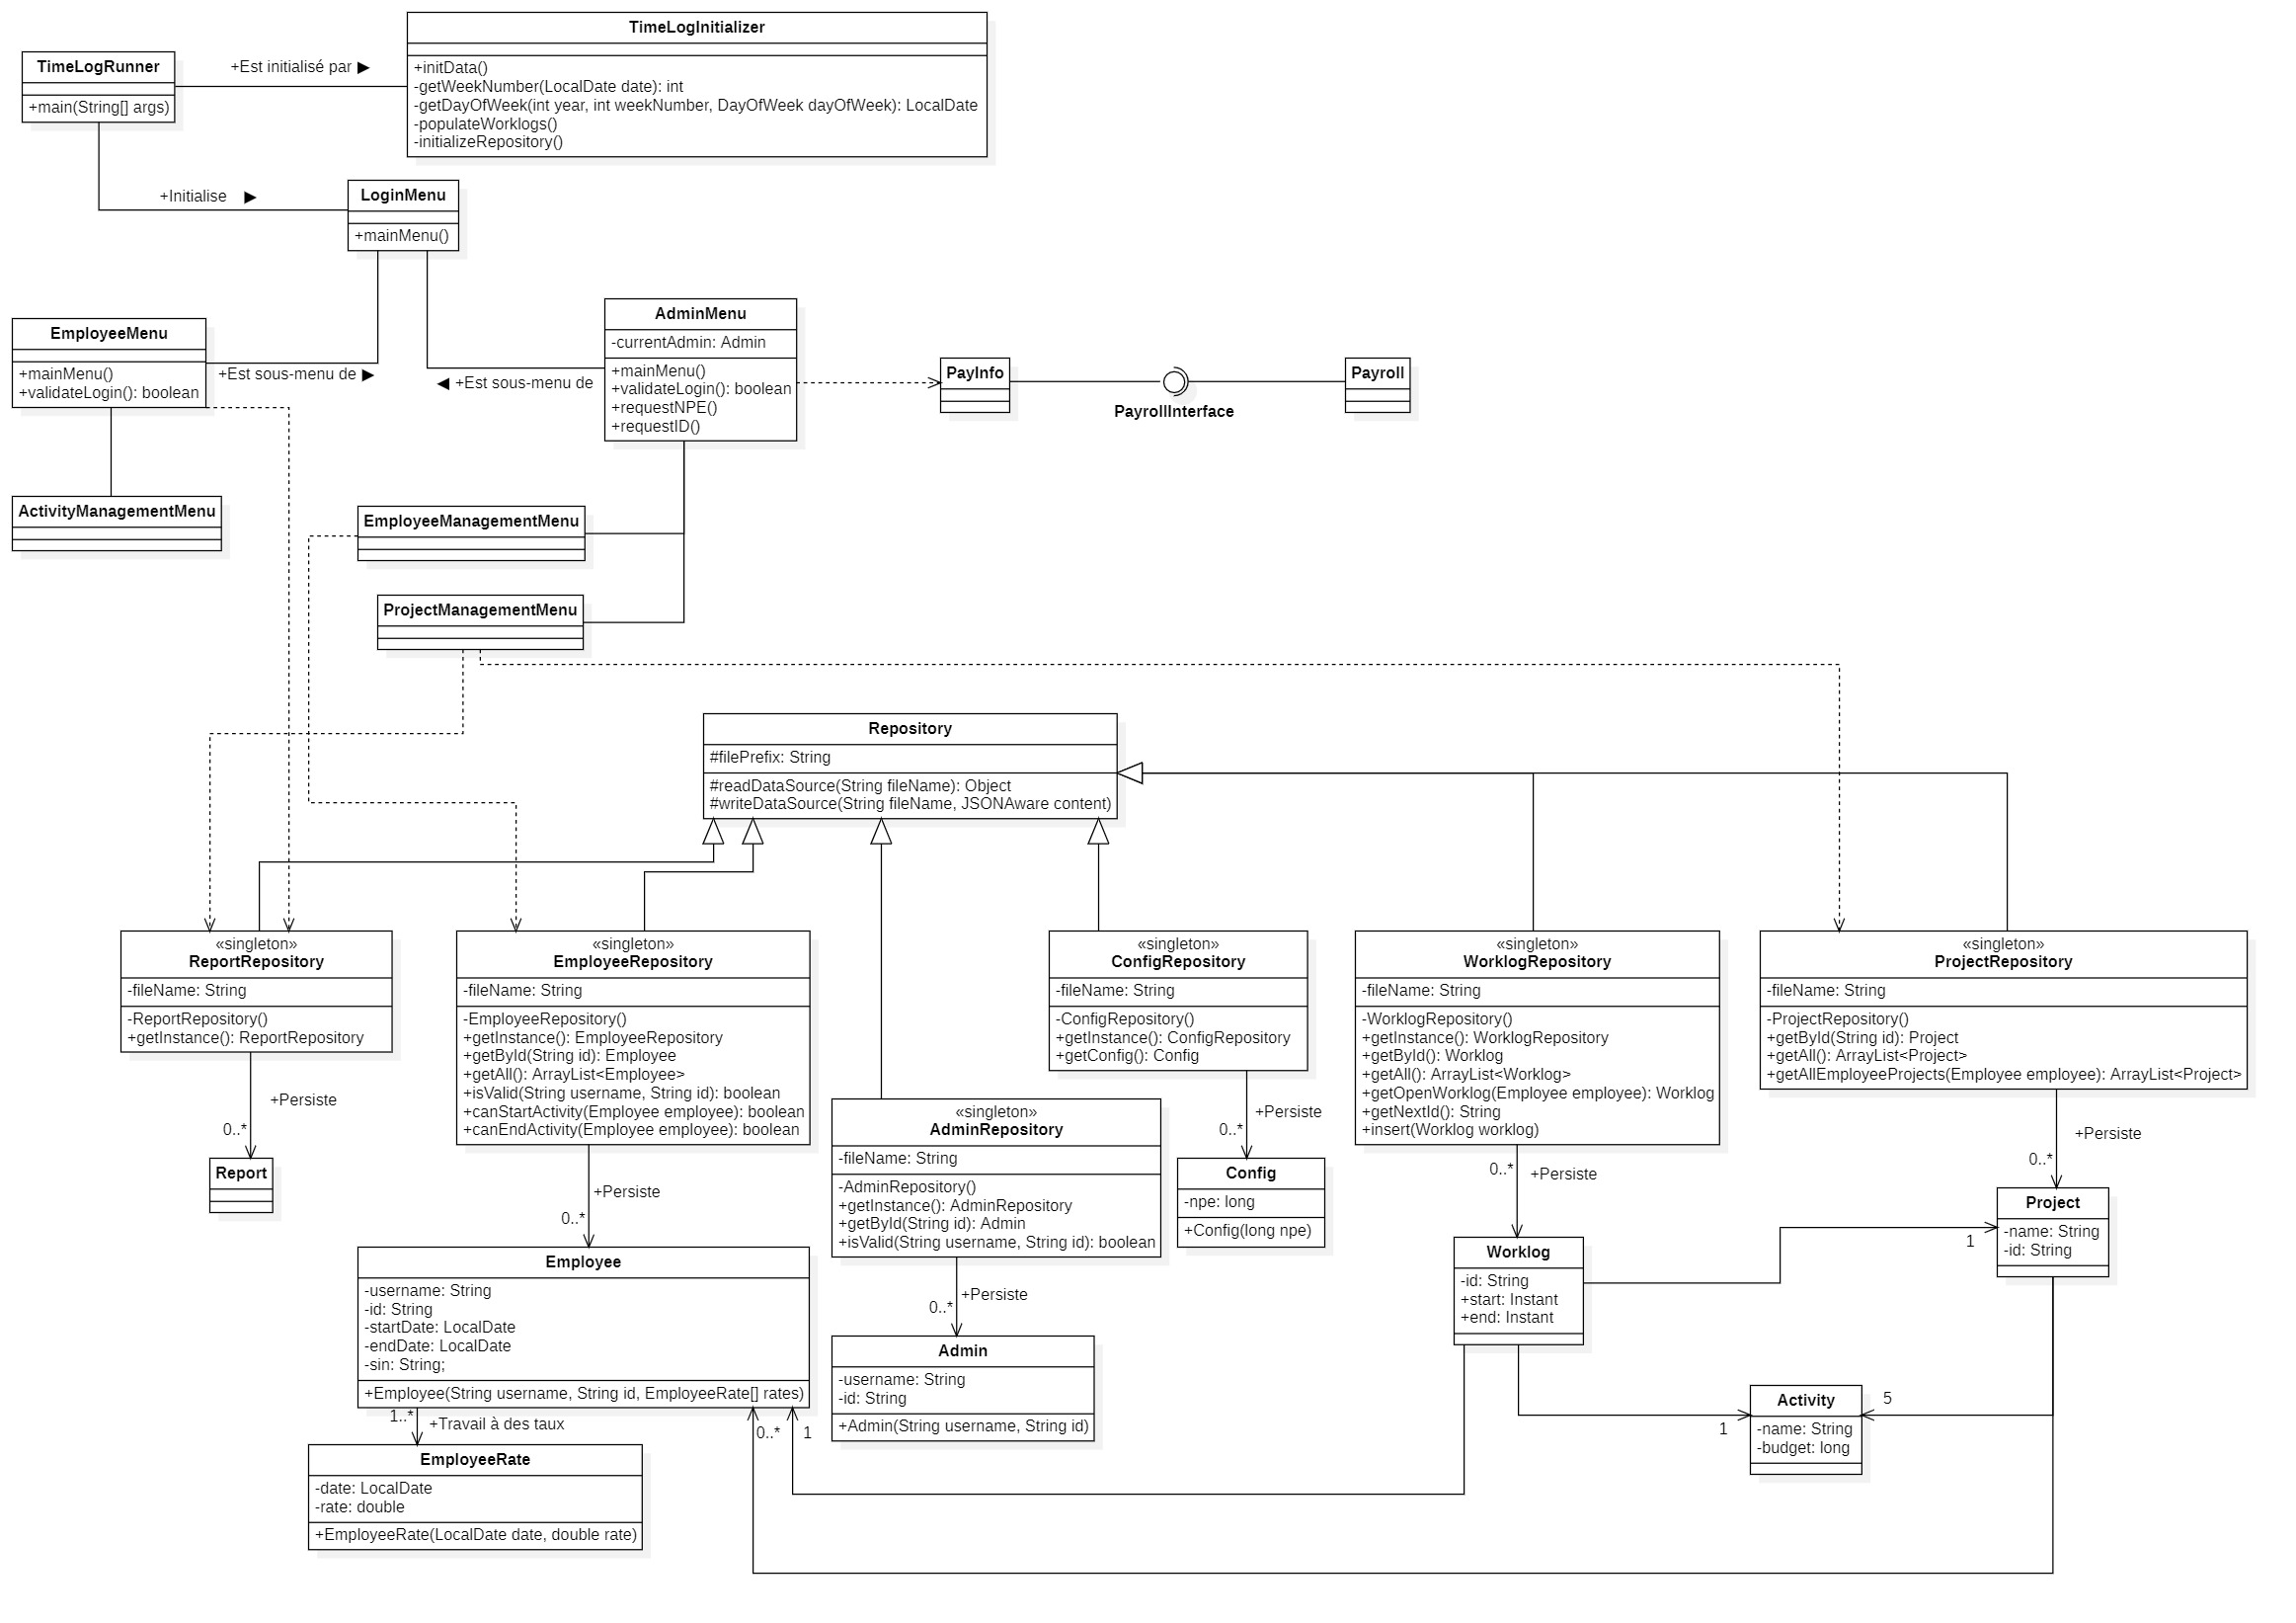 TimeLogInitializer
+initData()
-getWeekNumber(LocalDate date): int
-getDayOfWeek(int year, int weekNumber, DayOfWeek dayOfWeek): LocalDate
-populateWorklogs()
-initializeRepository()
TimeLogRunner
+main(String[] args)
+Est initialisé par ▶
+Initialise ▶
LoginMenu
+mainMenu()
EmployeeMenu
+mainMenu()
+validateLogin(): boolean
+Est sous-menu de ▶
◀ +Est sous-menu de
AdminMenu
-currentAdmin: Admin
+mainMenu()
+validateLogin(): boolean
+requestNPE()
+requestID()
PayInfo
PayrollInterface
Payroll
ActivityManagementMenu
EmployeeManagementMenu
ProjectManagementMenu
Repository
#filePrefix: String
#readDataSource(String fileName): Object
#writeDataSource(String fileName, JSONAware content)
«singleton»
ReportRepository
-fileName: String
-ReportRepository()
+getInstance(): ReportRepository
+Persiste
0..*
Report
«singleton»
EmployeeRepository
-fileName: String
-EmployeeRepository()
+getInstance(): EmployeeRepository
+getById(String id): Employee
+getAll(): ArrayList<Employee>
+isValid(String username, String id): boolean
+canStartActivity(Employee employee): boolean
+canEndActivity(Employee employee): boolean
+Persiste
0..*
«singleton»
AdminRepository
-fileName: String
-AdminRepository()
+getInstance(): AdminRepository
+getById(String id): Admin
+isValid(String username, String id): boolean
+Persiste
0..*
«singleton»
ConfigRepository
-fileName: String
-ConfigRepository()
+getInstance(): ConfigRepository
+getConfig(): Config
+Persiste
0..*
Config
-npe: long
+Config(long npe)
«singleton»
WorklogRepository
-fileName: String
-WorklogRepository()
+getInstance(): WorklogRepository
+getById(): Worklog
+getAll(): ArrayList<Worklog>
+getOpenWorklog(Employee employee): Worklog
+getNextId(): String
+insert(Worklog worklog)
0..*
+Persiste
«singleton»
ProjectRepository
-fileName: String
-ProjectRepository()
+getById(String id): Project
+getAll(): ArrayList<Project>
+getAllEmployeeProjects(Employee employee): ArrayList<Project>
+Persiste
0..*
Project
-name: String
-id: String
1
Worklog
-id: String
+start: Instant
+end: Instant
Employee
-username: String
-id: String
-startDate: LocalDate
-endDate: LocalDate
-sin: String;
+Employee(String username, String id, EmployeeRate[] rates)
Admin
-username: String
-id: String
+Admin(String username, String id)
Activity
-name: String
-budget: long
5
1
1..*
+Travail à des taux
0..*
1
EmployeeRate
-date: LocalDate
-rate: double
+EmployeeRate(LocalDate date, double rate)